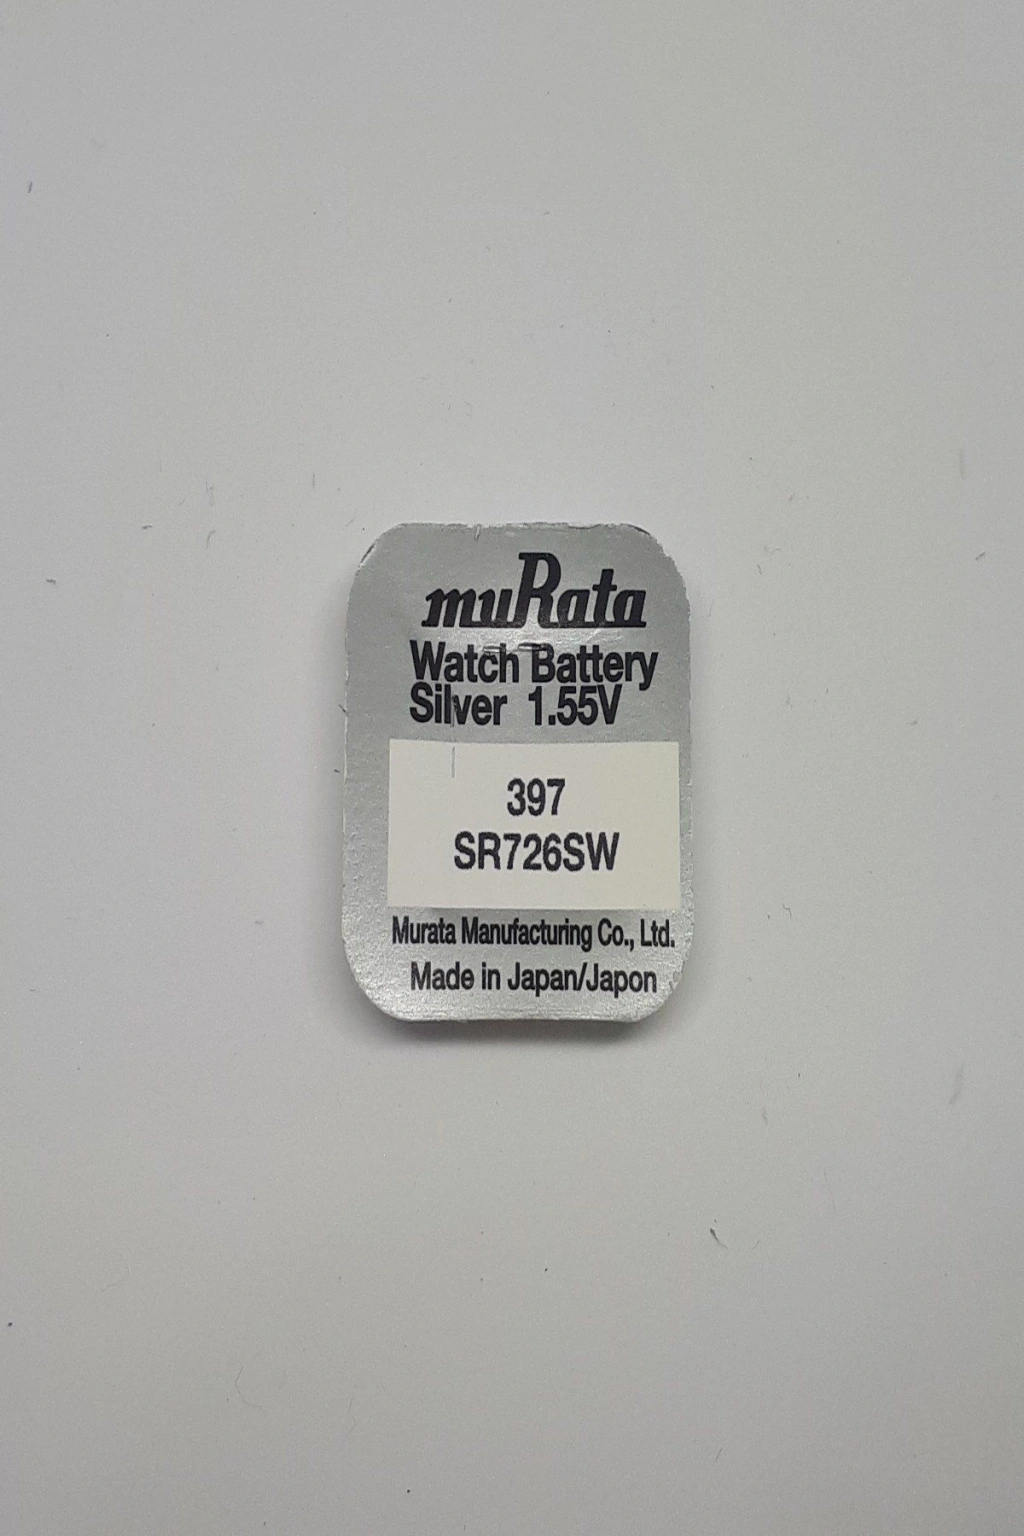 muRata
Watch Battery
Silver 1.55V
397
SR726SW
Murata Manufacturing Co., Ltd.
Made in Japan/Japon